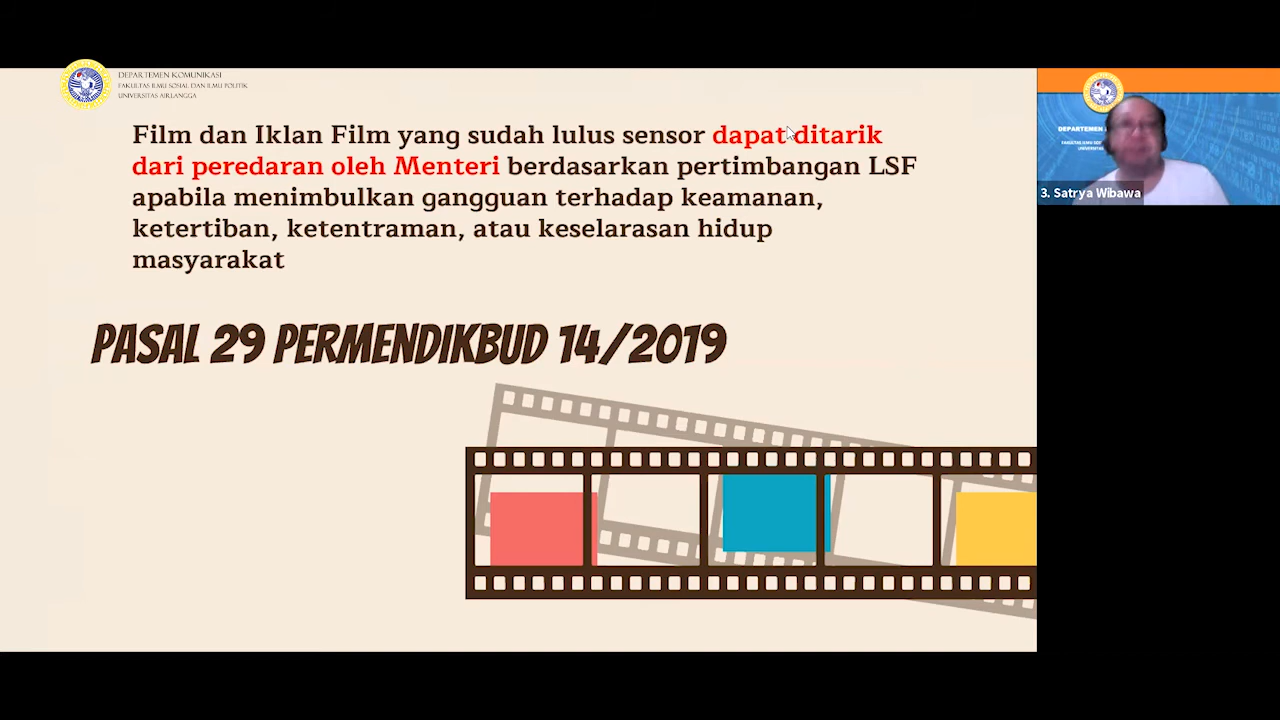 DEPARTEMEN KOMUNIKASI
FAKULTAS ILMU SOSIAL DAN ILMU POLITIK
UNIVERSITAS AIRLANGGA
Film dan Iklan Film yang sudah lulus sensor dapat ditarik
dari peredaran oleh Menteri berdasarkan pertimbangan LSF
apabila menimbulkan gangguan terhadap keamanan,
ketertiban, ketentraman, atau keselarasan hidup
masyarakat
PASAL 29 PERMENDIKBUD 14/2019
3. Satrya Wibawa